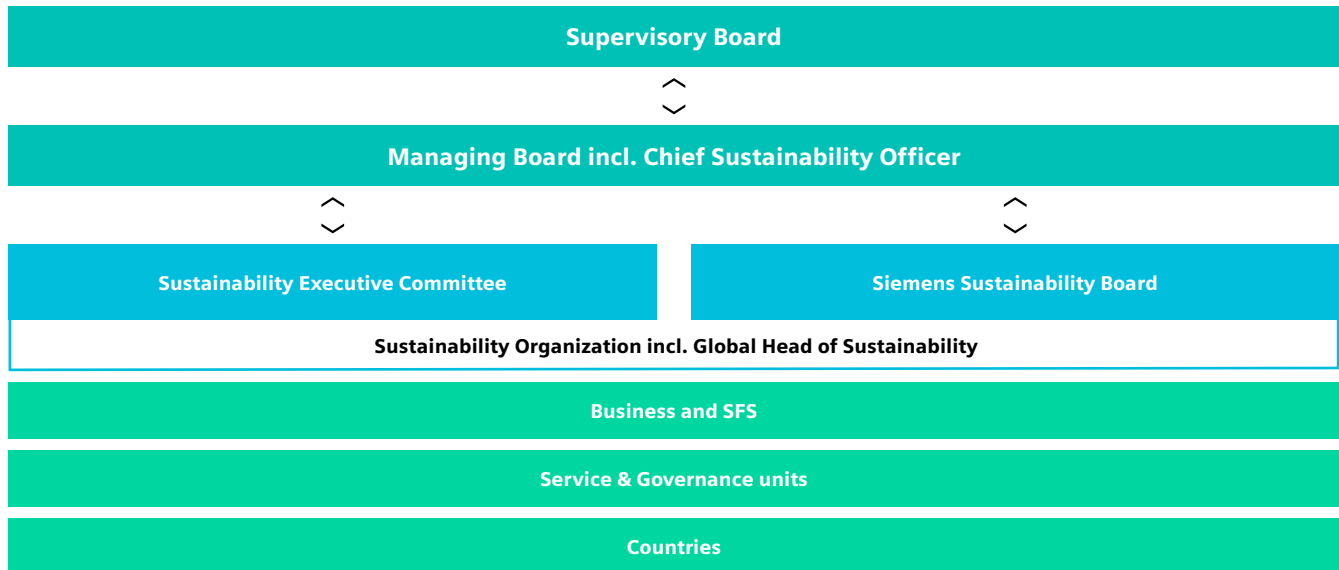 Supervisory Board
Managing Board incl. Chief Sustainability Officer
Sustainability Executive Committee
Siemens Sustainability Board
Sustainability Organization incl. Global Head of Sustainability
Business and SFS
Service & Governance units
Countries